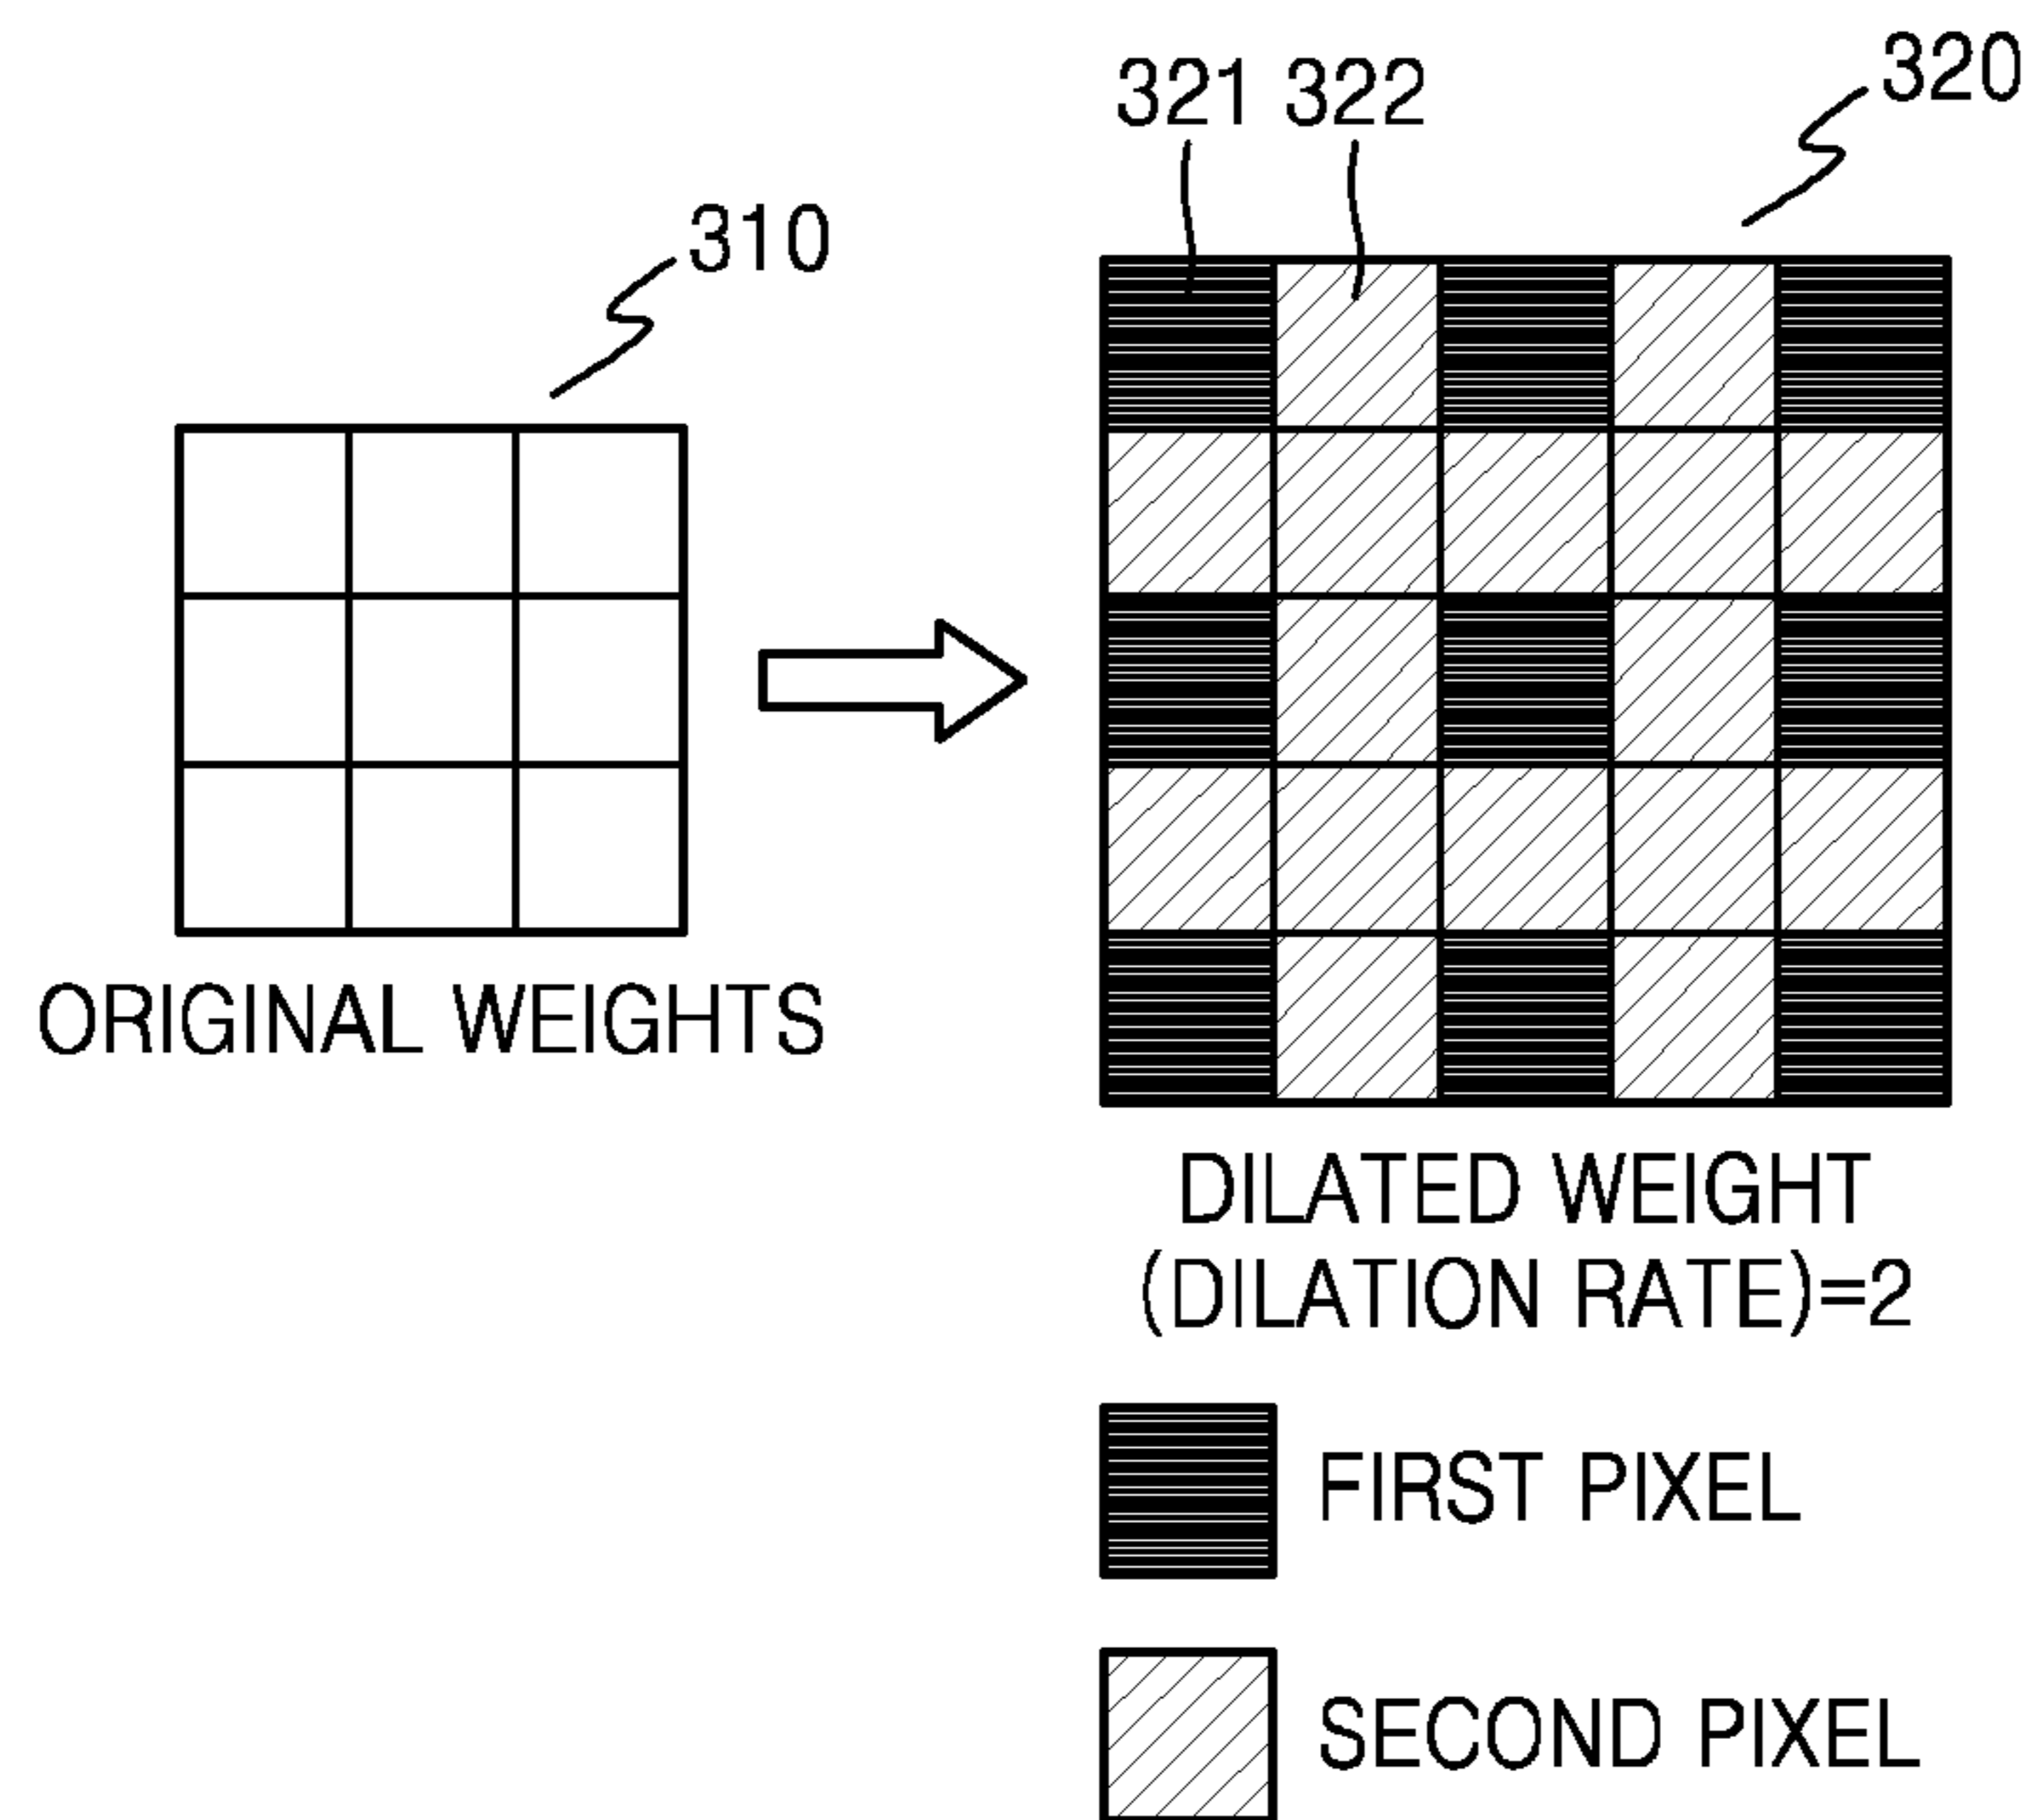 321 322
320
310
ORIGINAL WEIGHTS
DILATED WEIGHT
(DILATION RATE)=2
FIRST PIXEL
SECOND PIXEL